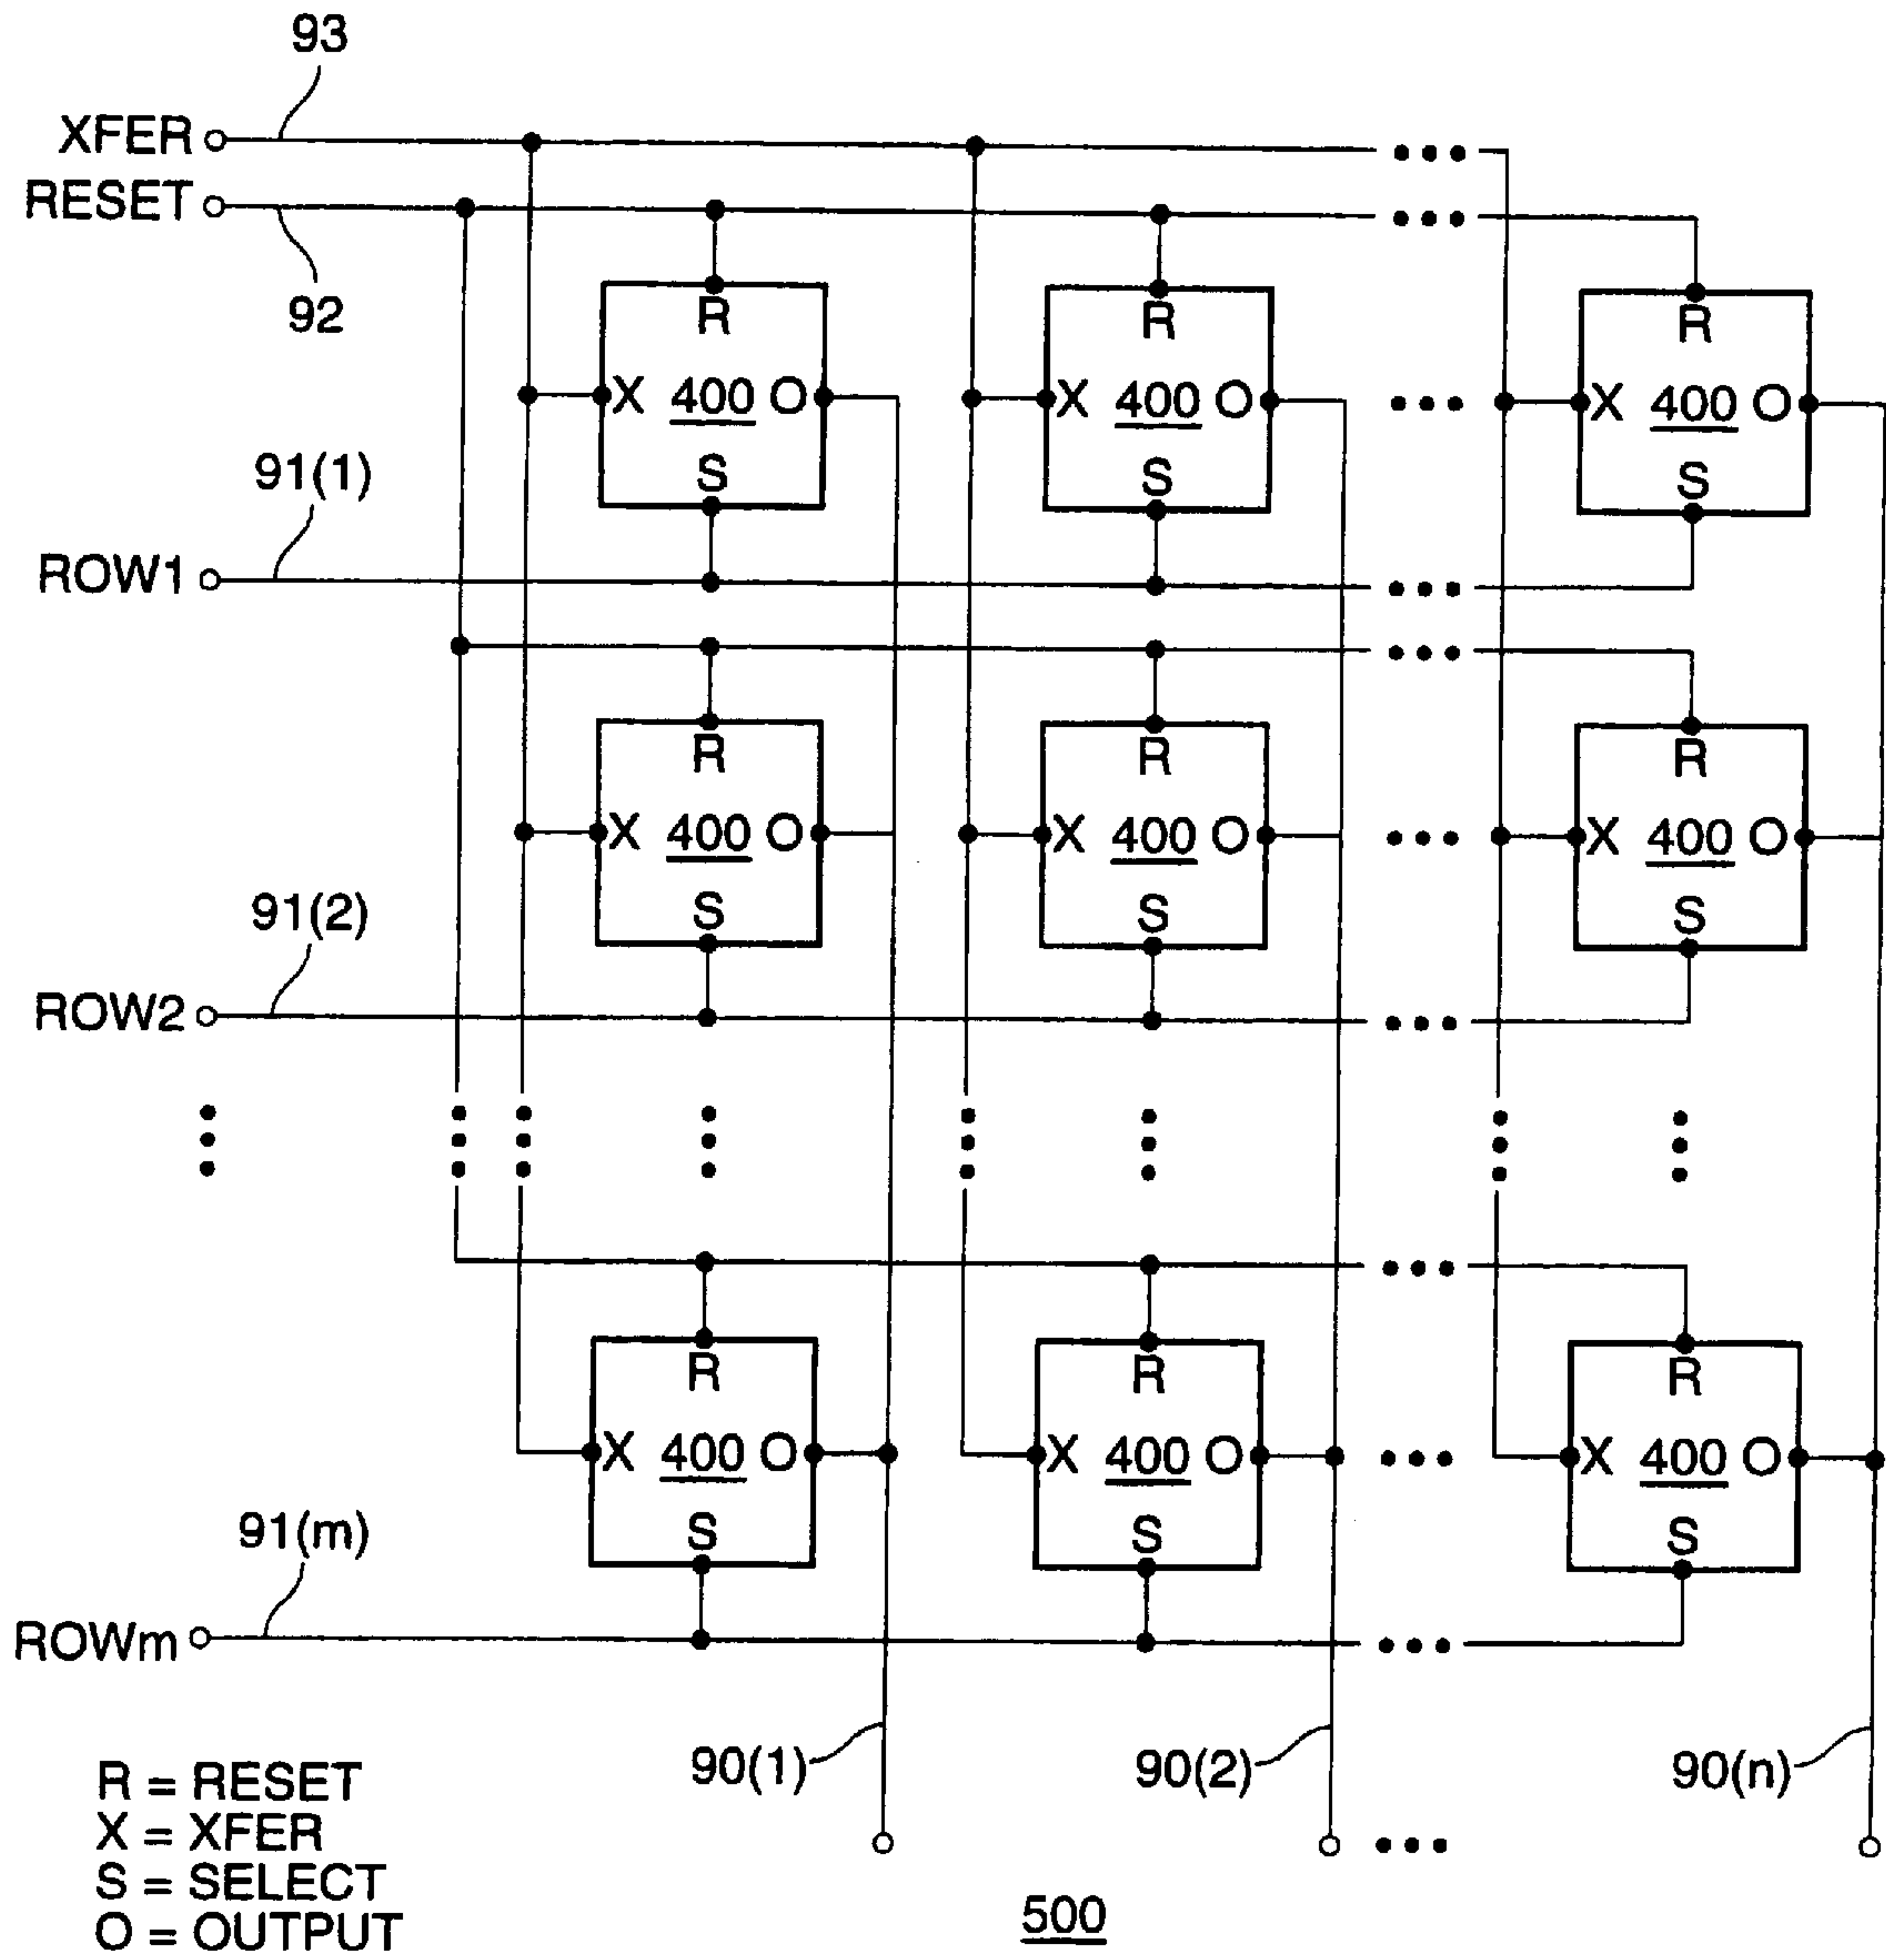 93
XFER
RESET
92
R R R
X 400 O X 400 O X 400 O
S S S
91(1)
ROW1
R R R
X 400 O X 400 O X 400 O
S S S
91(2)
ROW2
R R R
X 400 O X 400 O X 400 O
S S S
91(m)
ROWm
90(1) 90(2) 90(n)
R = RESET
X = XFER
S = SELECT
O = OUTPUT
500